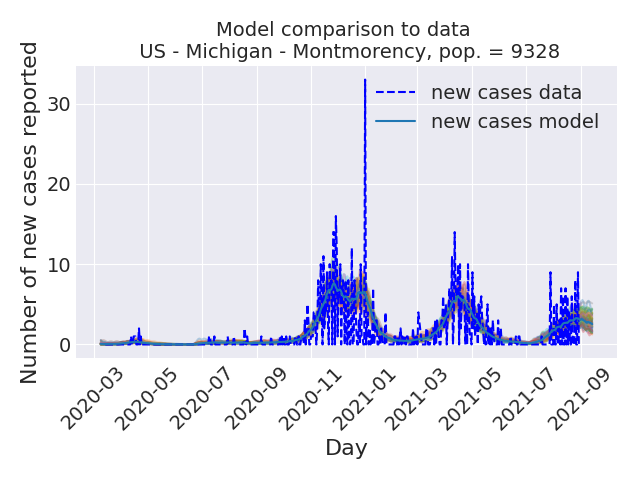 Model comparison to data
US - Michigan - Montmorency, pop. = 9328
Number of new cases reported
30
20
10
0
new cases data
new cases model
2020-03
2020-05
2020-07
2020-09
2020-11
2021-01
2021-03
2021-05
2021-07
2021-09
Day